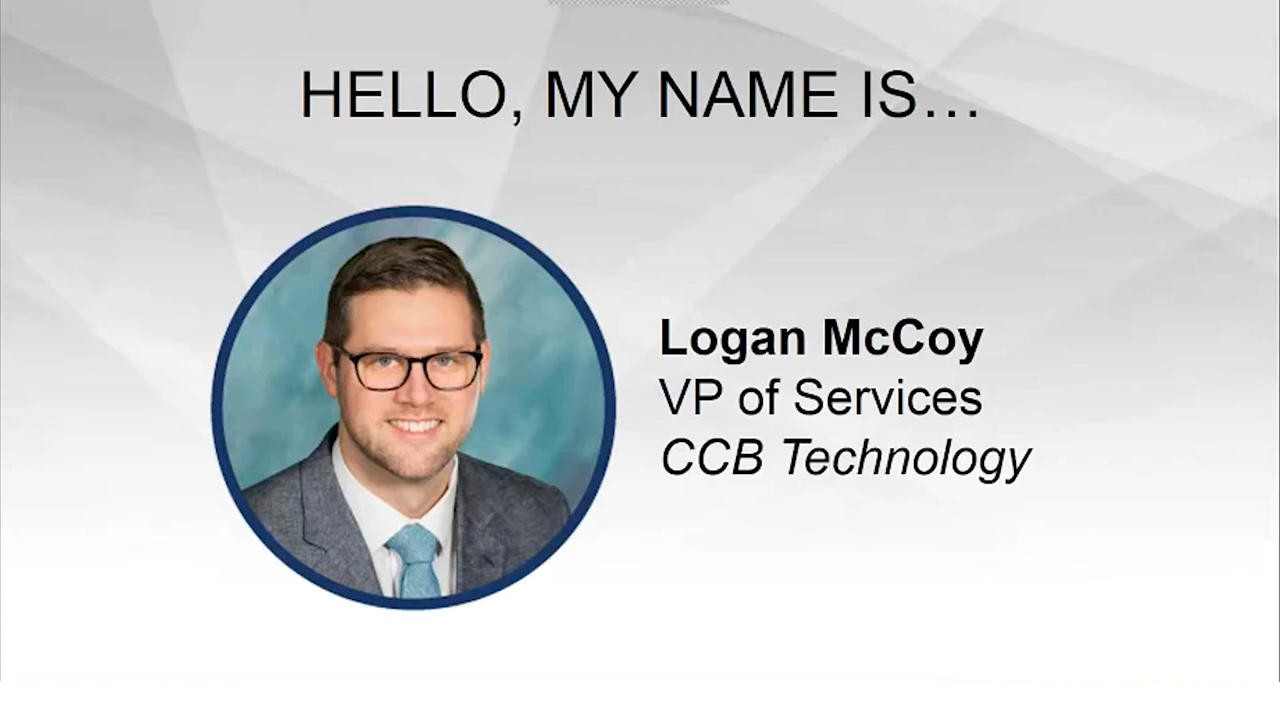 HELLO, MY NAME IS…
Logan McCoy
VP of Services
CCB Technology